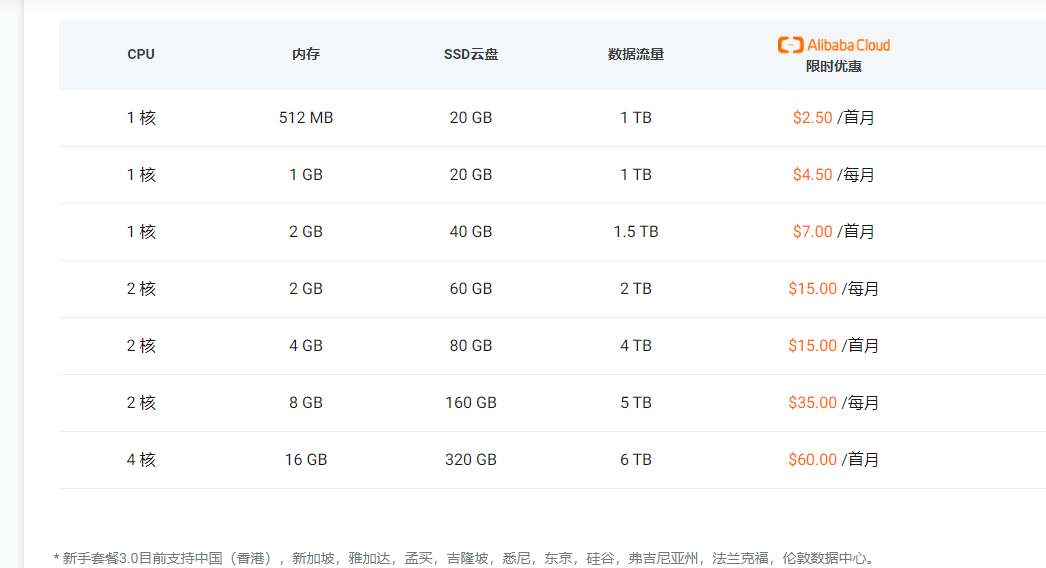 CPU 内存 SSD云盘 数据流量 Alibaba Cloud
限时优惠
1 核 512 MB 20 GB 1 TB $2.50 /首月
1 核 1 GB 20 GB 1 TB $4.50 /每月
1 核 2 GB 40 GB 1.5 TB $7.00 /首月
2 核 2 GB 60 GB 2 TB $15.00 /每月
2 核 4 GB 80 GB 4 TB $15.00 /首月
2 核 8 GB 160 GB 5 TB $35.00 /每月
4 核 16 GB 320 GB 6 TB $60.00 /首月
* 新手套餐3.0目前支持中国（香港），新加坡，雅加达，孟买，吉隆坡，悉尼，东京，硅谷，弗吉尼亚州，法兰克福，伦敦数据中心。